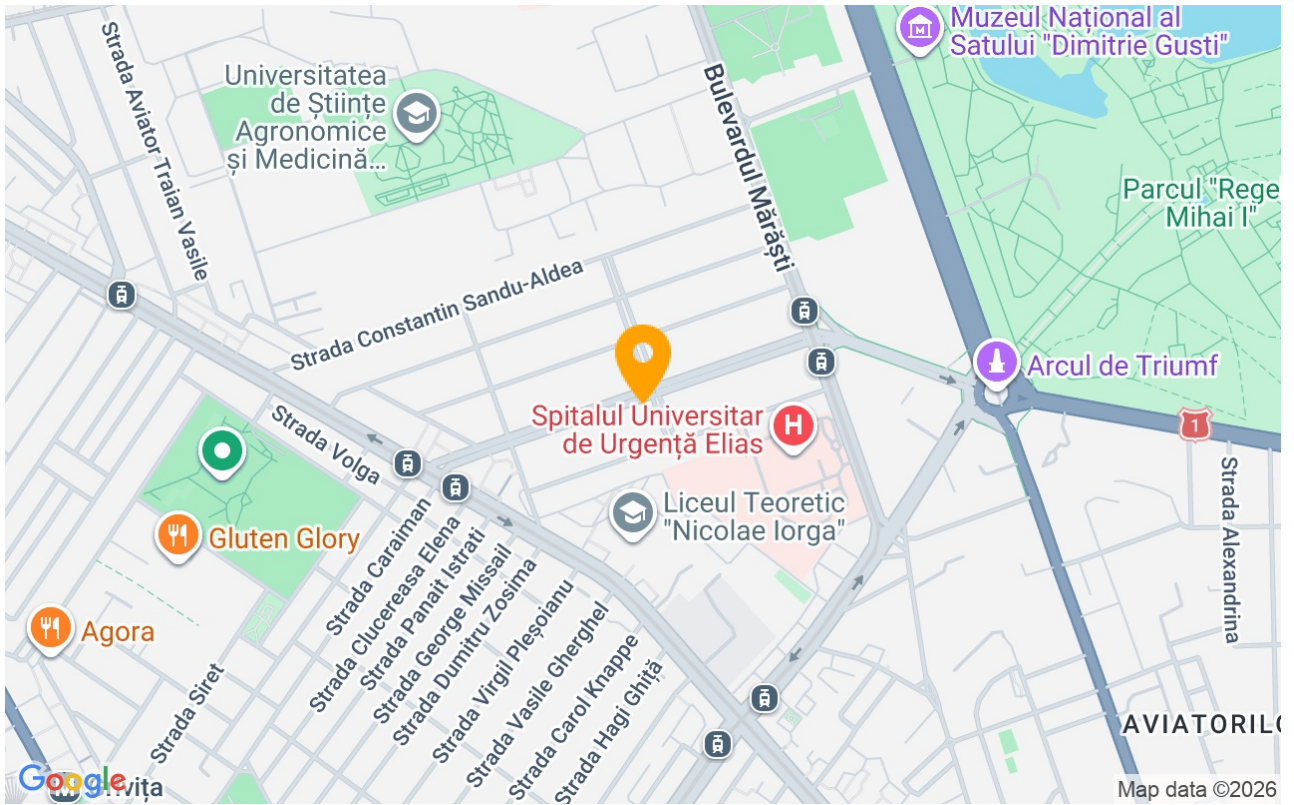 Muzeul Național al
Satului "Dimitrie Gusti"
Strada Aviator Traian Vasile
Universitatea
de Științe
Agronomice
și Medicină...
Bulevardul Mărăști
Parcul "Rege
Mihai I"
Strada Constantin Sandu-Aldea
Arcul de Triumf
Spitalul Universitar
de Urgență Elias
H
1
Strada Volga
Liceul Teoretic
"Nicolae Iorga"
Gluten Glory
Strada Caraiman
Strada Clucereasa Elena
Strada Panait Istrati
Strada George Missail
Strada Dumitru Zosima
Strada Virgil Pleșoianu
Strada Vasile Gherghel
Strada Carol Knappe
Strada Hagi Ghiță
Strada Alexandrina
Agora
Strada Siret
AVIATORILO
Google
Map data ©2026